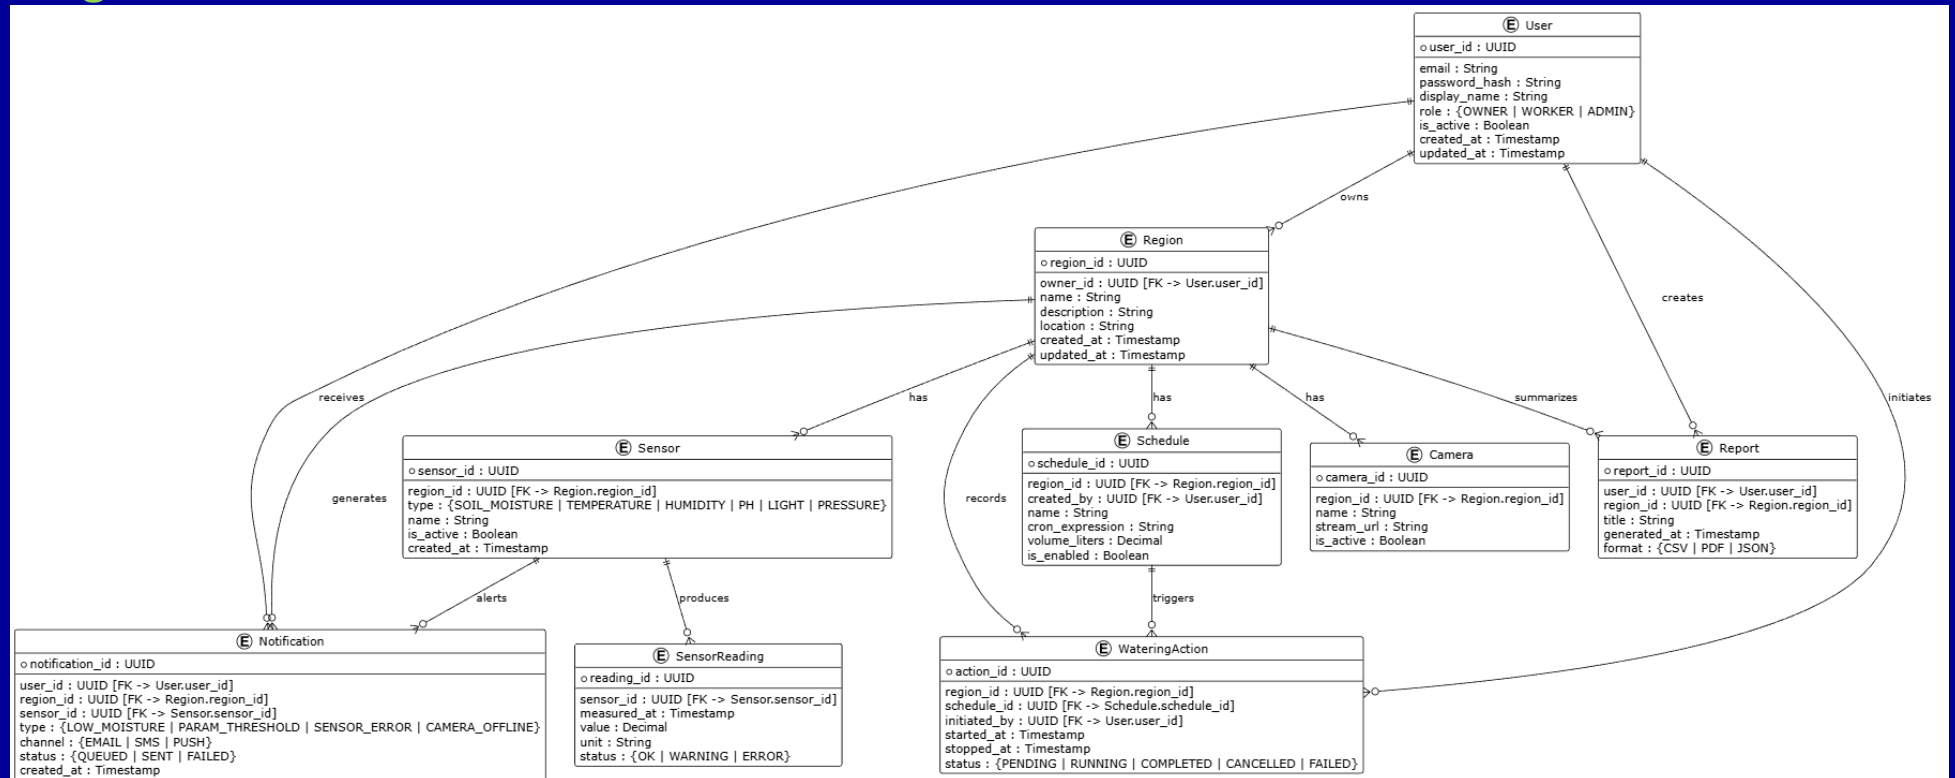 E User
user_id : UUID
email : String
password_hash : String
display_name : String
role : {OWNER | WORKER | ADMIN}
is_active : Boolean
created_at : Timestamp
updated_at : Timestamp
owns
E Region
region_id : UUID
owner_id : UUID [FK -> User.user_id]
name : String
description : String
location : String
created_at : Timestamp
updated_at : Timestamp
creates
receives
has
has
has
summarizes
initiates
E Sensor
sensor_id : UUID
region_id : UUID [FK -> Region.region_id]
type : {SOIL_MOISTURE | TEMPERATURE | HUMIDITY | PH | LIGHT | PRESSURE}
name : String
is_active : Boolean
created_at : Timestamp
E Schedule
schedule_id : UUID
region_id : UUID [FK -> Region.region_id]
created_by : UUID [FK -> User.user_id]
name : String
cron_expression : String
volume_liters : Decimal
is_enabled : Boolean
E Camera
camera_id : UUID
region_id : UUID [FK -> Region.region_id]
name : String
stream_url : String
is_active : Boolean
E Report
report_id : UUID
user_id : UUID [FK -> User.user_id]
region_id : UUID [FK -> Region.region_id]
title : String
generated_at : Timestamp
format : {CSV | PDF | JSON}
generates
records
alerts
produces
triggers
E Notification
notification_id : UUID
user_id : UUID [FK -> User.user_id]
region_id : UUID [FK -> Region.region_id]
sensor_id : UUID [FK -> Sensor.sensor_id]
type : {LOW_MOISTURE | PARAM_THRESHOLD | SENSOR_ERROR | CAMERA_OFFLINE}
channel : {EMAIL | SMS | PUSH}
status : {QUEUED | SENT | FAILED}
created_at : Timestamp
E SensorReading
reading_id : UUID
sensor_id : UUID [FK -> Sensor.sensor_id]
measured_at : Timestamp
value : Decimal
unit : String
status : {OK | WARNING | ERROR}
E WateringAction
action_id : UUID
region_id : UUID [FK -> Region.region_id]
schedule_id : UUID [FK -> Schedule.schedule_id]
initiated_by : UUID [FK -> User.user_id]
started_at : Timestamp
stopped_at : Timestamp
status : {PENDING | RUNNING | COMPLETED | CANCELLED | FAILED}